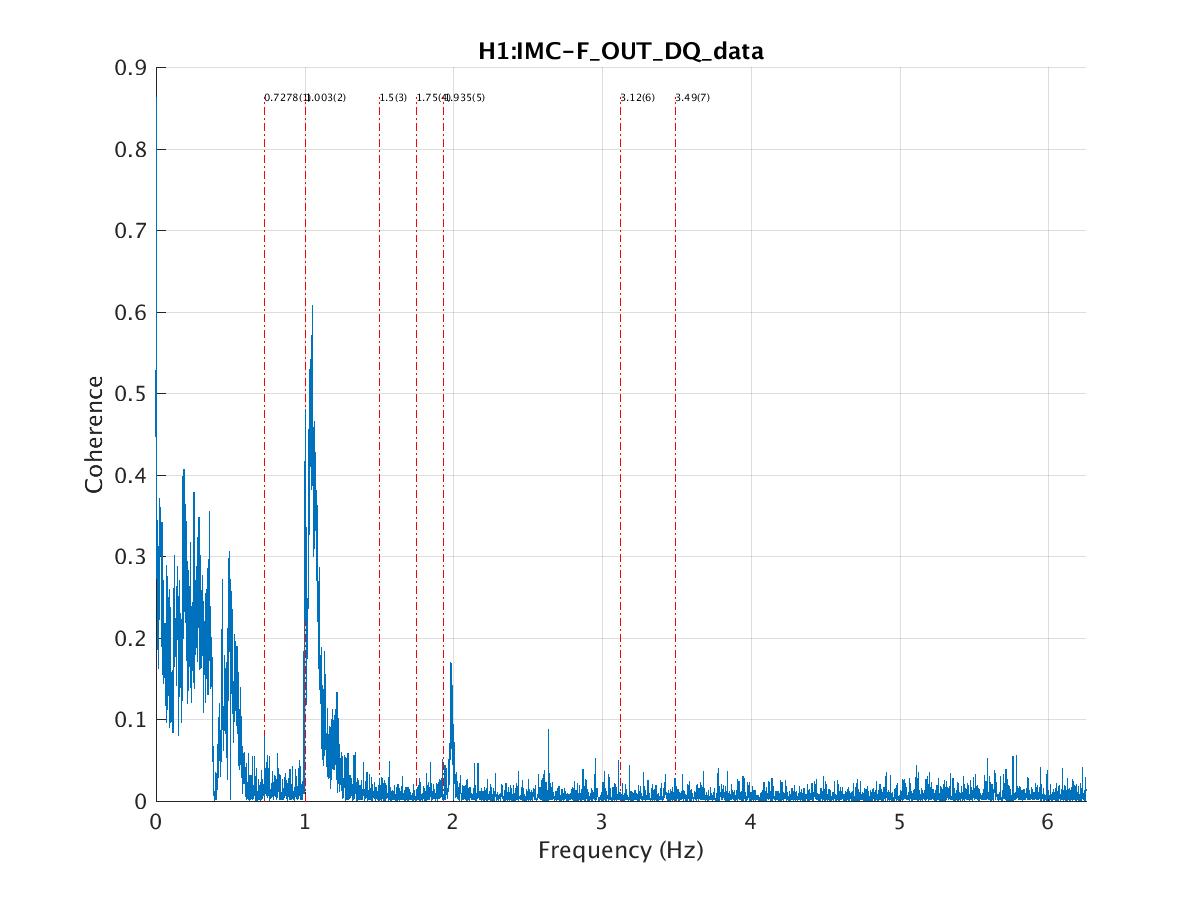 H1:IMC-F_OUT_DQ_data
0.9
0.8
0.7
0.6
0.5
0.4
0.3
0.2
0.1
0
Coherence
0.7278(1) 1.003(2) 1.5(3) 1.75(4) 1.935(5) 3.12(6) 3.49(7)
0 1 2 3 4 5 6
Frequency (Hz)